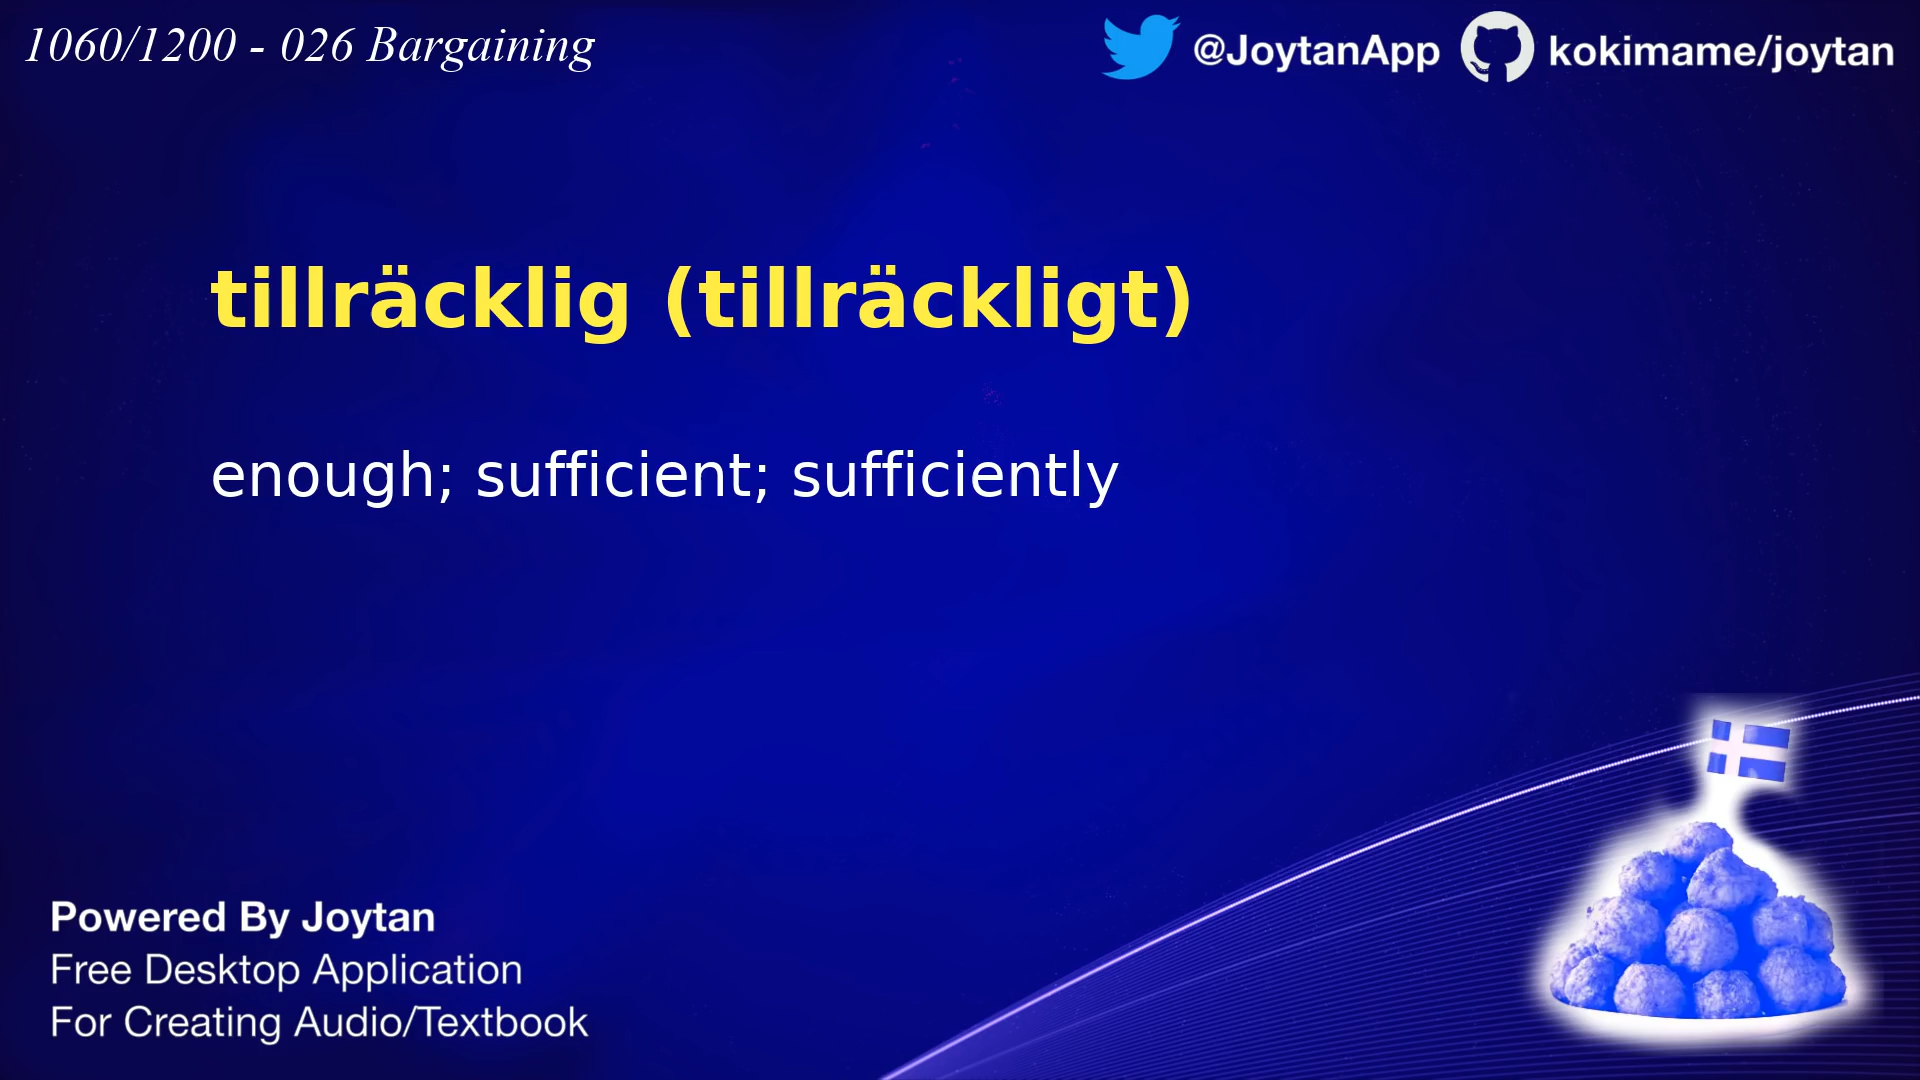 1060/1200 - 026 Bargaining
@JoytanApp
kokimame/joytan
tillräcklig (tillräckligt)
enough; sufficient; sufficiently
Powered By Joytan
Free Desktop Application
For Creating Audio/Textbook